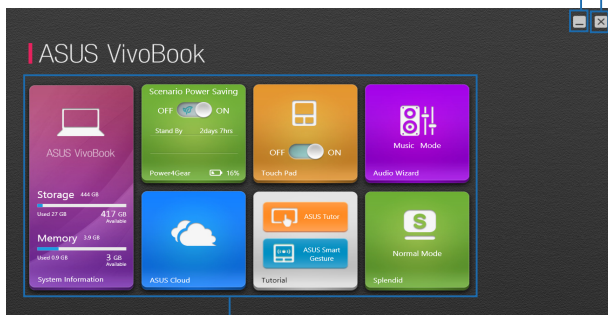 ASUS VivoBook
ASUS VivoBook
Storage 444 GB
Used 27 GB 417 GB
Available
Memory 3.9 GB
Used 0.9 GB 3 GB
Available
System Information
Scenario Power Saving
OFF ON
Stand By 2days 7hrs
Power4Gear 16%
OFF ON
Touch Pad
Music Mode
Audio Wizard
ASUS Cloud
ASUS Tutor
ASUS Smart
Gesture
Tutorial
S
Normal Mode
Splendid